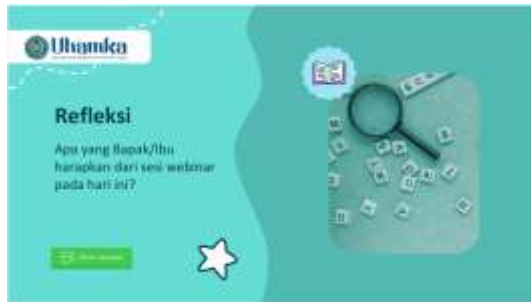 Uhamka
Refleksi
Apa yang Bapak/Ibu
harapkan dari sesi webinar
pada hari ini?